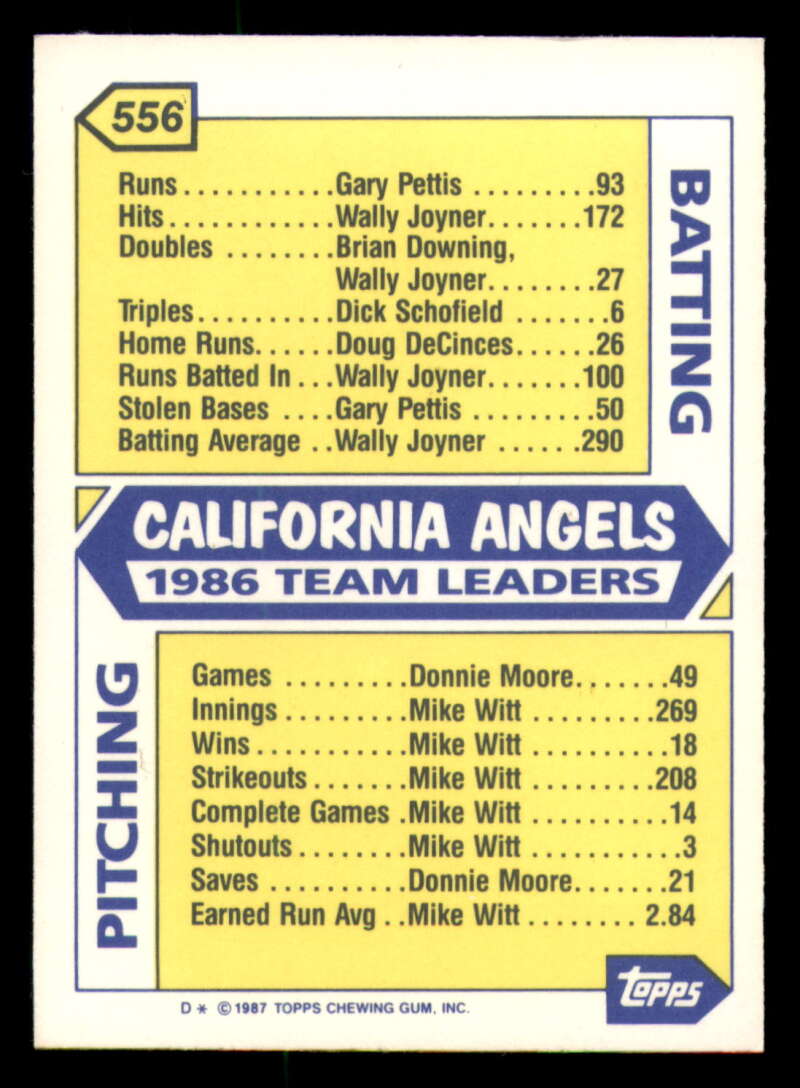 556
BATTING
Runs...........Gary Pettis .........93
Hits............Wally Joyner.......172
Doubles ........Brian Downing,
Wally Joyner........27
Triples..........Dick Schofield .......6
Home Runs......Doug DeCinces......26
Runs Batted In ...Wally Joyner.......100
Stolen Bases ....Gary Pettis .........50
Batting Average ..Wally Joyner ......290
CALIFORNIA ANGELS
1986 TEAM LEADERS
PITCHING
Games .........Donnie Moore.......49
Innings.........Mike Witt .........269
Wins...........Mike Witt ..........18
Strikeouts.......Mike Witt .........208
Complete Games .Mike Witt ..........14
Shutouts........Mike Witt ...........3
Saves ..........Donnie Moore.......21
Earned Run Avg ..Mike Witt ........ 2.84
topps
D * © 1987 TOPPS CHEWING GUM, INC.